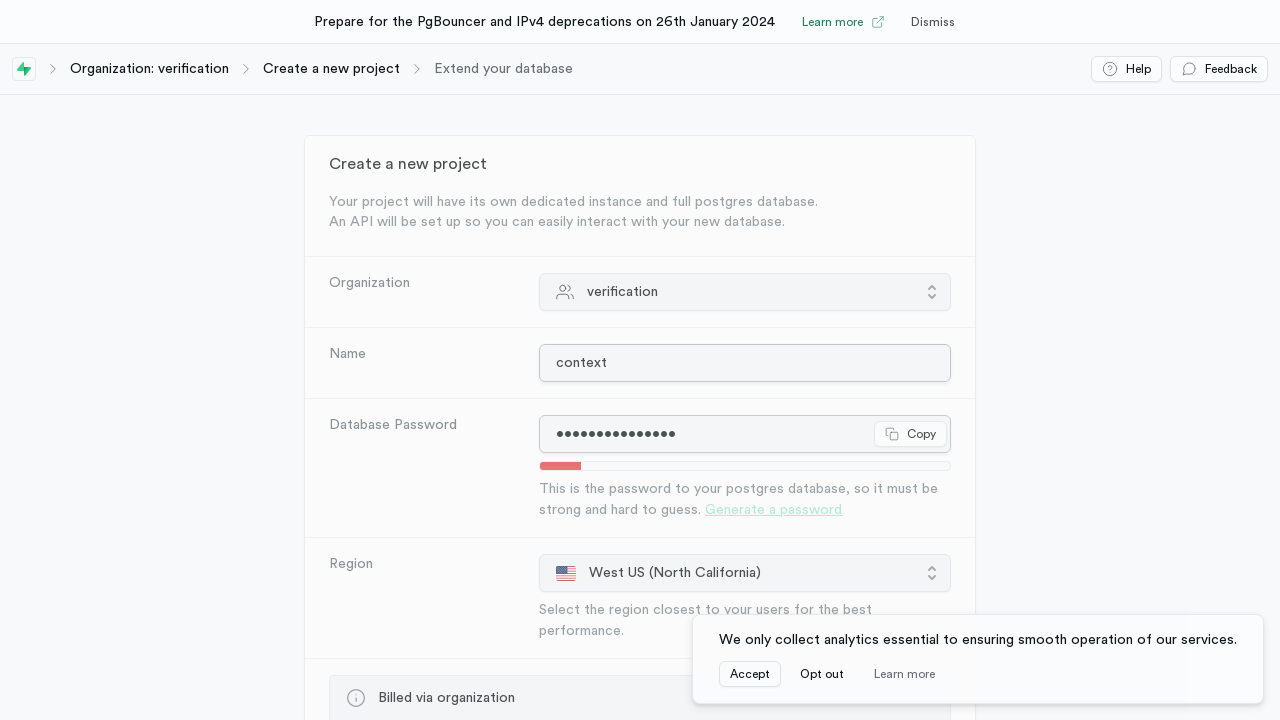 Prepare for the PgBouncer and IPv4 deprecations on 26th January 2024 Learn more Dismiss
Organization: verification Create a new project Extend your database Help Feedback
Create a new project
Your project will have its own dedicated instance and full postgres database.
An API will be set up so you can easily interact with your new database.
Organization verification
Name context
Database Password ••••••••••••••• Copy
This is the password to your postgres database, so it must be
strong and hard to guess. Generate a password
Region West US (North California)
Select the region closest to your users for the best
performance.
We only collect analytics essential to ensuring smooth operation of our services.
Accept Opt out Learn more
Billed via organization